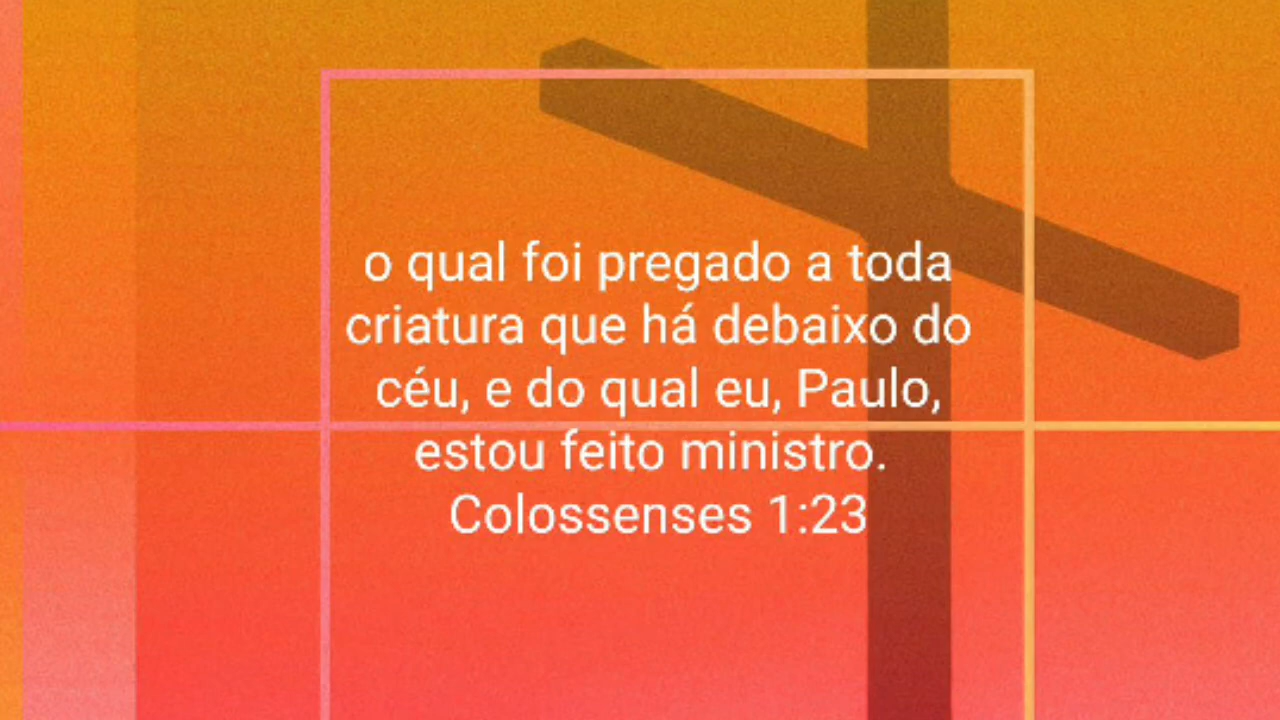 o qual foi pregado a toda
criatura que há debaixo do
céu, e do qual eu, Paulo,
estou feito ministro.
Colossenses 1:23